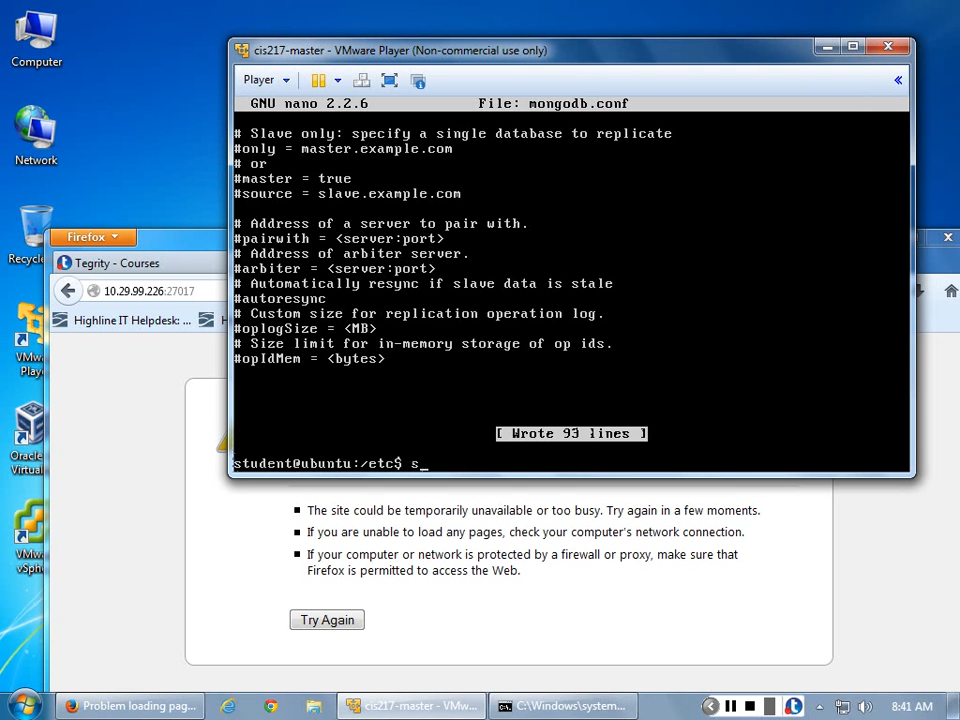 Computer
Network
Recycle
VMwa
Play
Oracle
Virtual
VMwa
vSph
cis217-master - VMware Player (Non-commercial use only)
Player
«
GNU nano 2.2.6 File: mongodb.conf
# Slave only: specify a single database to replicate
#only = master.example.com
# or
#master = true
#source = slave.example.com
# Address of a server to pair with.
#pairwith = <server:port>
# Address of arbiter server.
#arbiter = <server:port>
# Automatically resync if slave data is stale
#autoresync
# Custom size for replication operation log.
#oplogSize = <MB>
# Size limit for in-memory storage of op ids.
#opIdMem = <bytes>
[ Wrote 93 lines ]
student@ubuntu:/etc$ s_
Firefox
Tegrity - Courses
10.29.99.226:27017
Highline IT Helpdesk: ...
The site could be temporarily unavailable or too busy. Try again in a few moments.
If you are unable to load any pages, check your computer's network connection.
If your computer or network is protected by a firewall or proxy, make sure that
Firefox is permitted to access the Web.
Try Again
Problem loading pag...
cis217-master - VMw...
C:\Windows\system...
8:41 AM